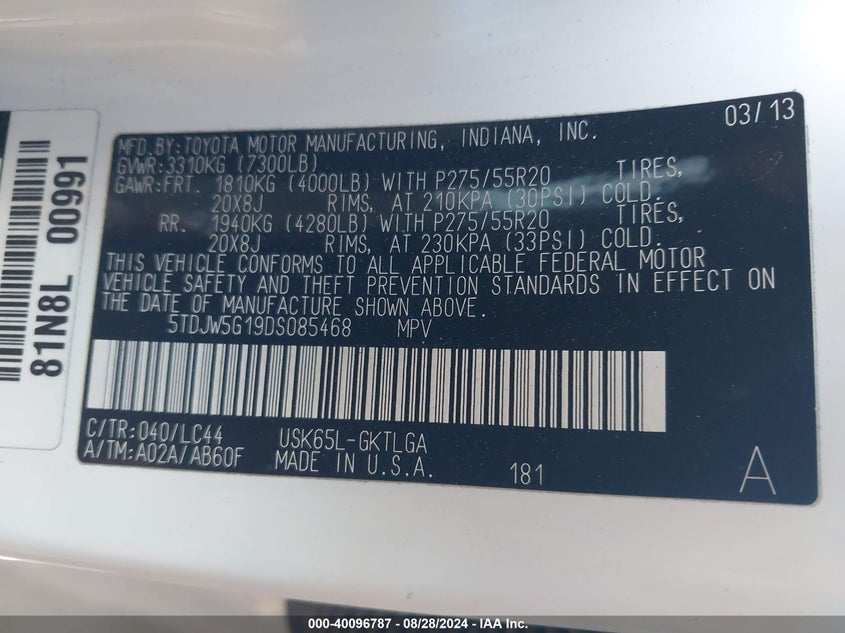 81N8L 00991
03/13
MFD.BY:TOYOTA MOTOR MANUFACTURING, INDIANA, INC.
GVWR:3310KG (7300LB)
GAWR:FRT. 1810KG (4000LB) WITH P275/55R20 TIRES,
20X8J RIMS, AT 210KPA (30PSI) COLD.
RR. 1940KG (4280LB) WITH P275/55R20 TIRES,
20X8J RIMS, AT 230KPA (33PSI) COLD.
THIS VEHICLE CONFORMS TO ALL APPLICABLE FEDERAL MOTOR
VEHICLE SAFETY AND THEFT PREVENTION STANDARDS IN EFFECT ON
THE DATE OF MANUFACTURE SHOWN ABOVE.
5TDJW5G19DS085468 MPV
C/TR:040/LC44 USK65L-GKTLGA
A/TM:A02A/AB60F MADE IN U.S.A. 181 A
000-40096787 - 08/28/2024 - IAA Inc.